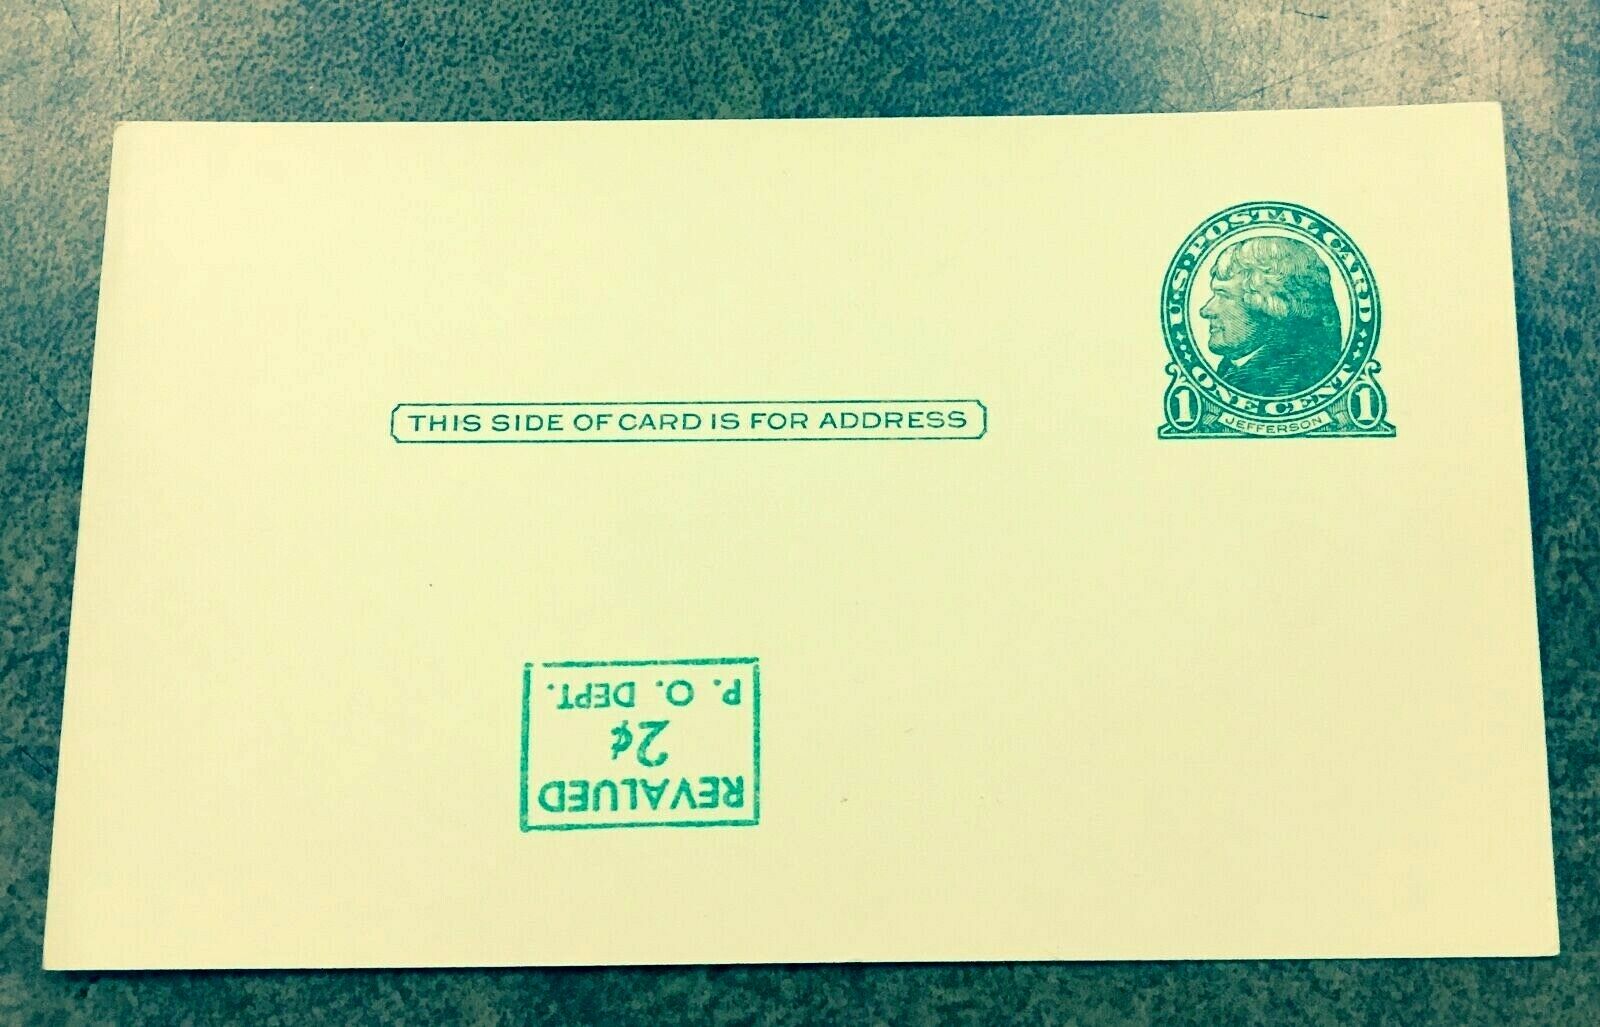 U.S. POSTAL CARD
ONE CENT
1 JEFFERSON 1
THIS SIDE OF CARD IS FOR ADDRESS
REVALUED
2¢
P. O. DEPT.